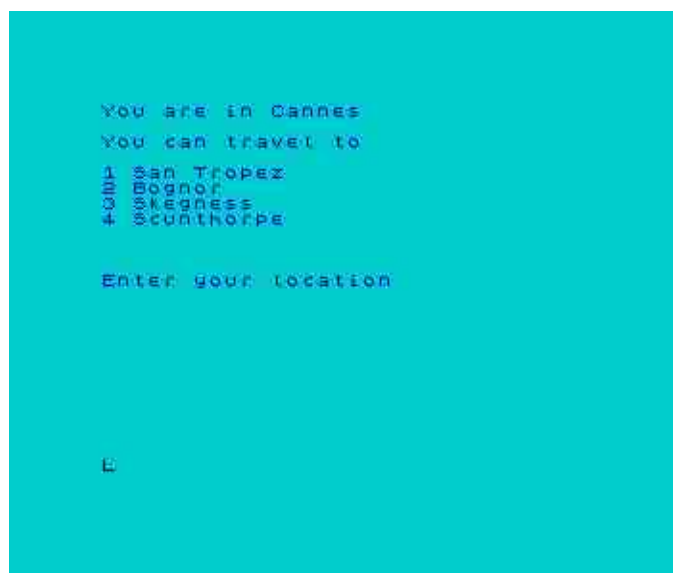 You are in Cannes
You can travel to
1 San Tropez
2 Bognor
3 Skegness
4 Scunthorpe
Enter your location